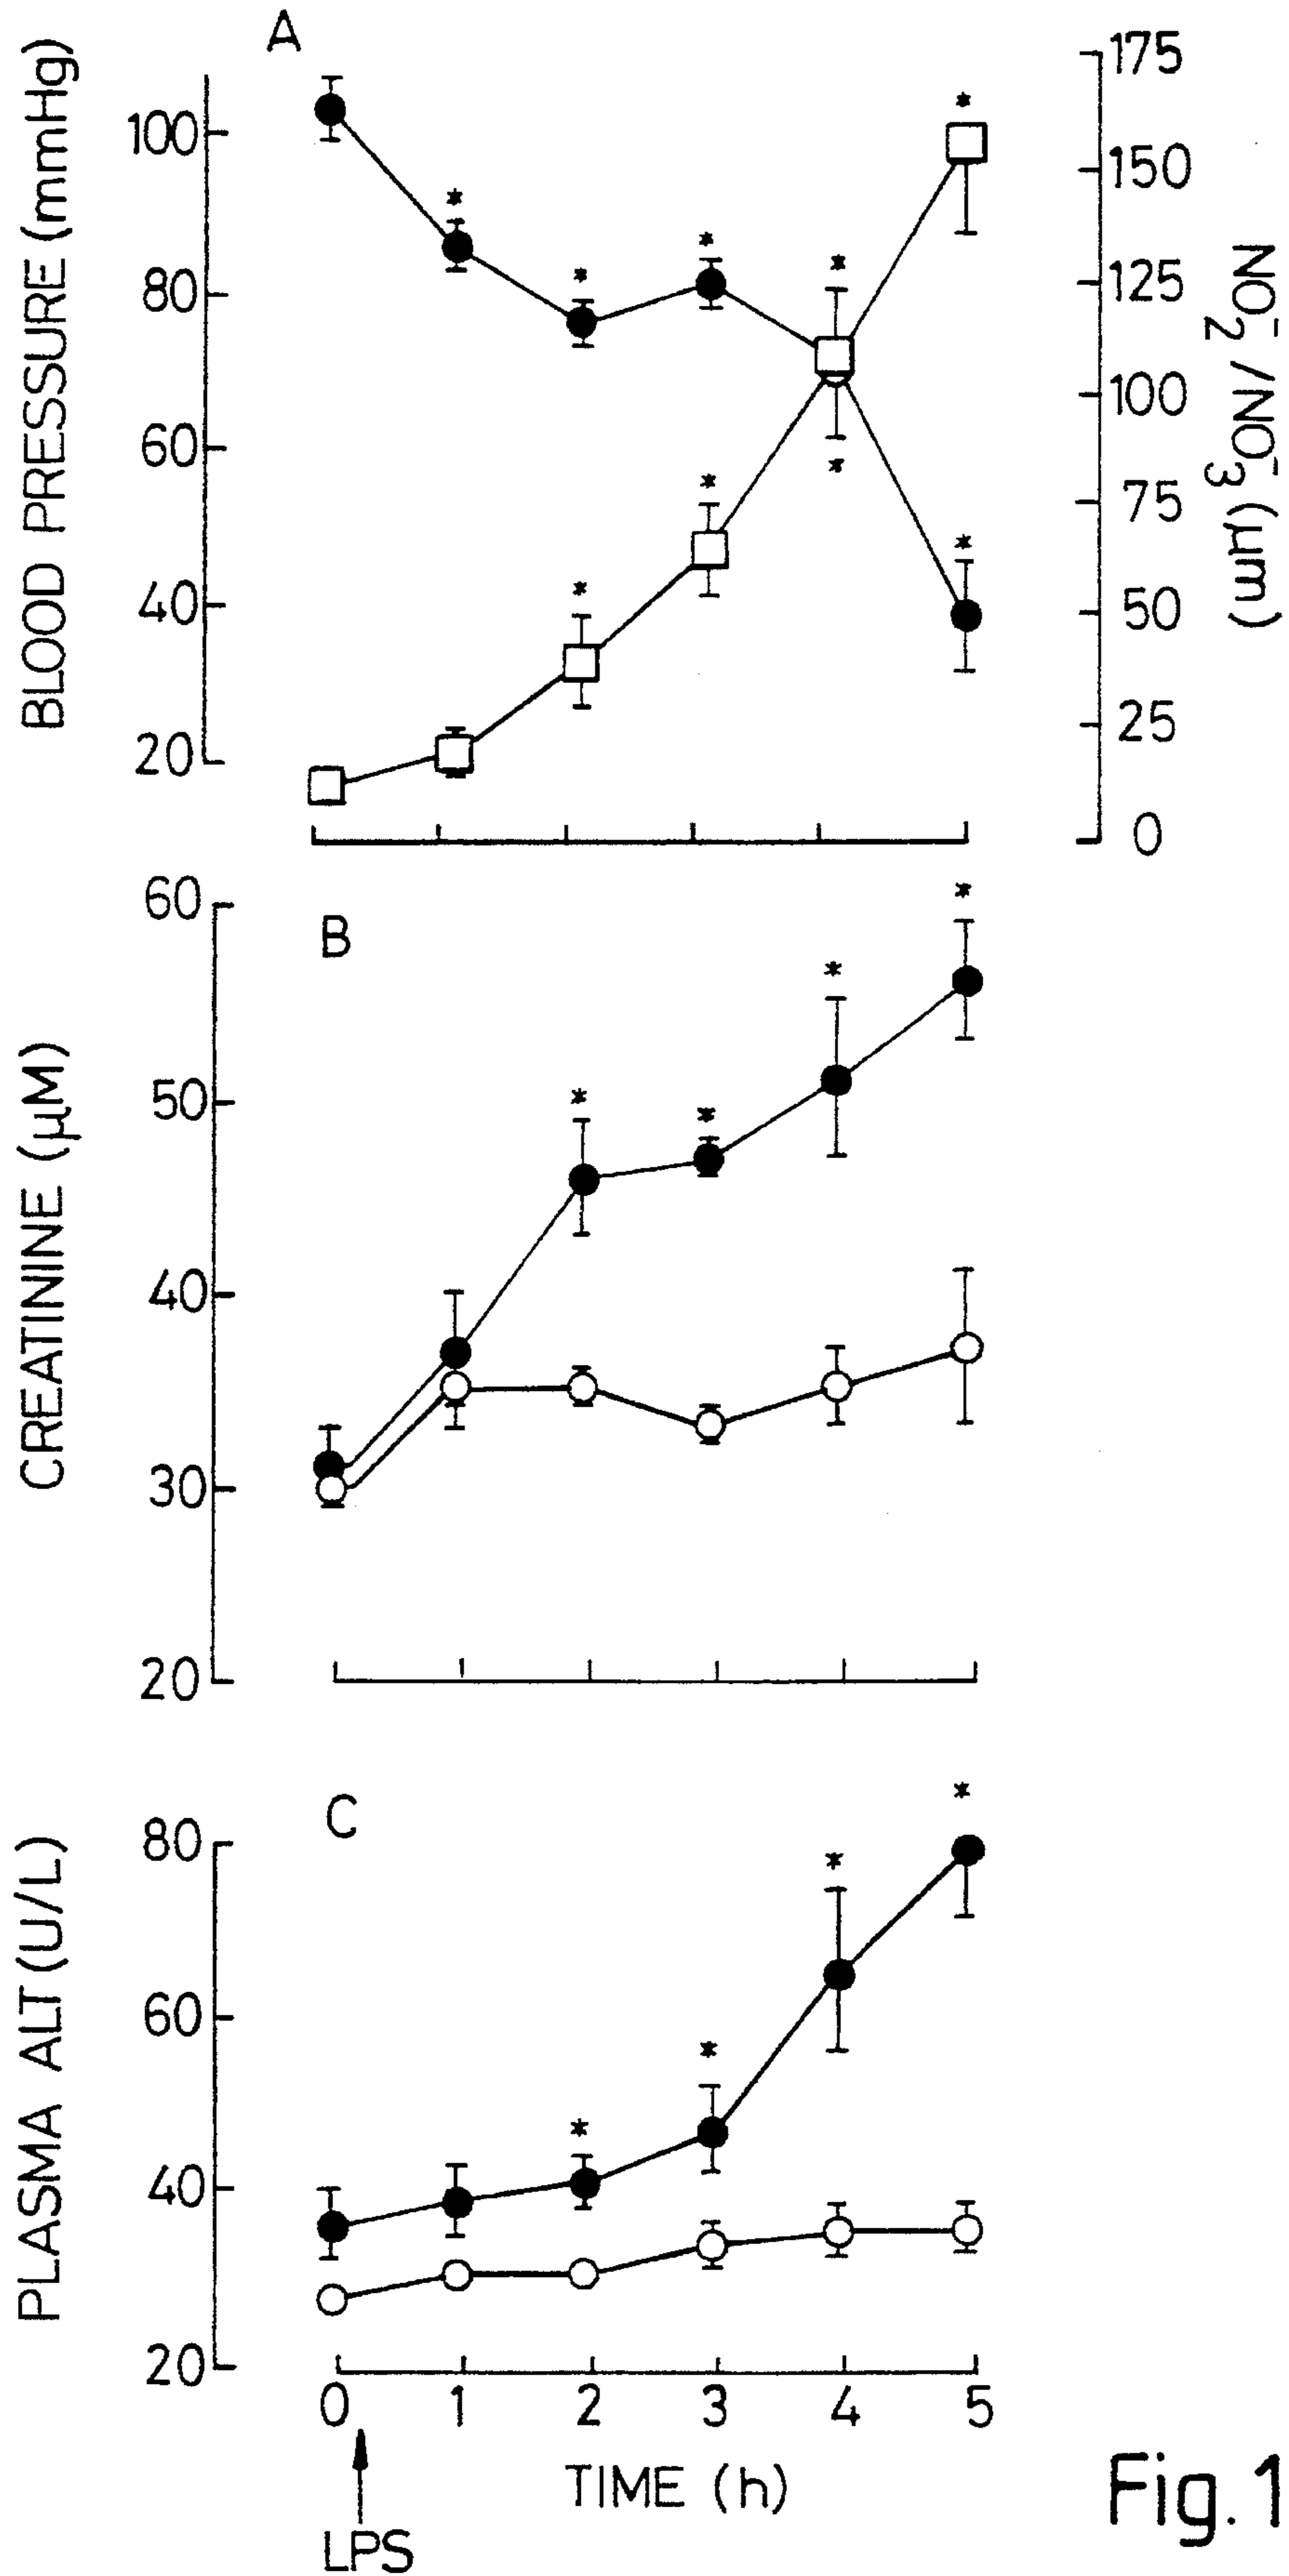 A
BLOOD PRESSURE (mmHg)
100
80
60
40
20
175
150
125
100
75
50
25
0
NO2-/NO3- (μm)
* * * * * * * * *
B
CREATININE (μM)
60
50
40
30
20
* * * *
C
PLASMA ALT (U/L)
80
60
40
20
* * * *
0 1 2 3 4 5
TIME (h)
LPS
Fig. 1